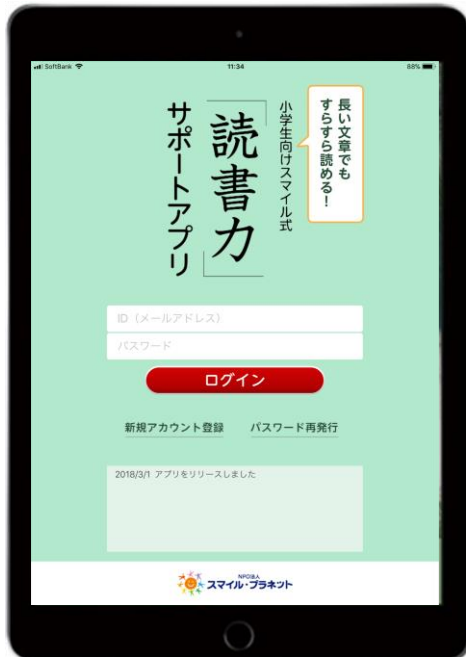 SoftBank 11:34 88%
長い文章でも
すらすら読める！
小学生向けスマイル式
「読書力」
サポートアプリ
ID（メールアドレス）
パスワード
ログイン
新規アカウント登録 パスワード再発行
2018/3/1 アプリをリリースしました
NPO法人
スマイル・プラネット